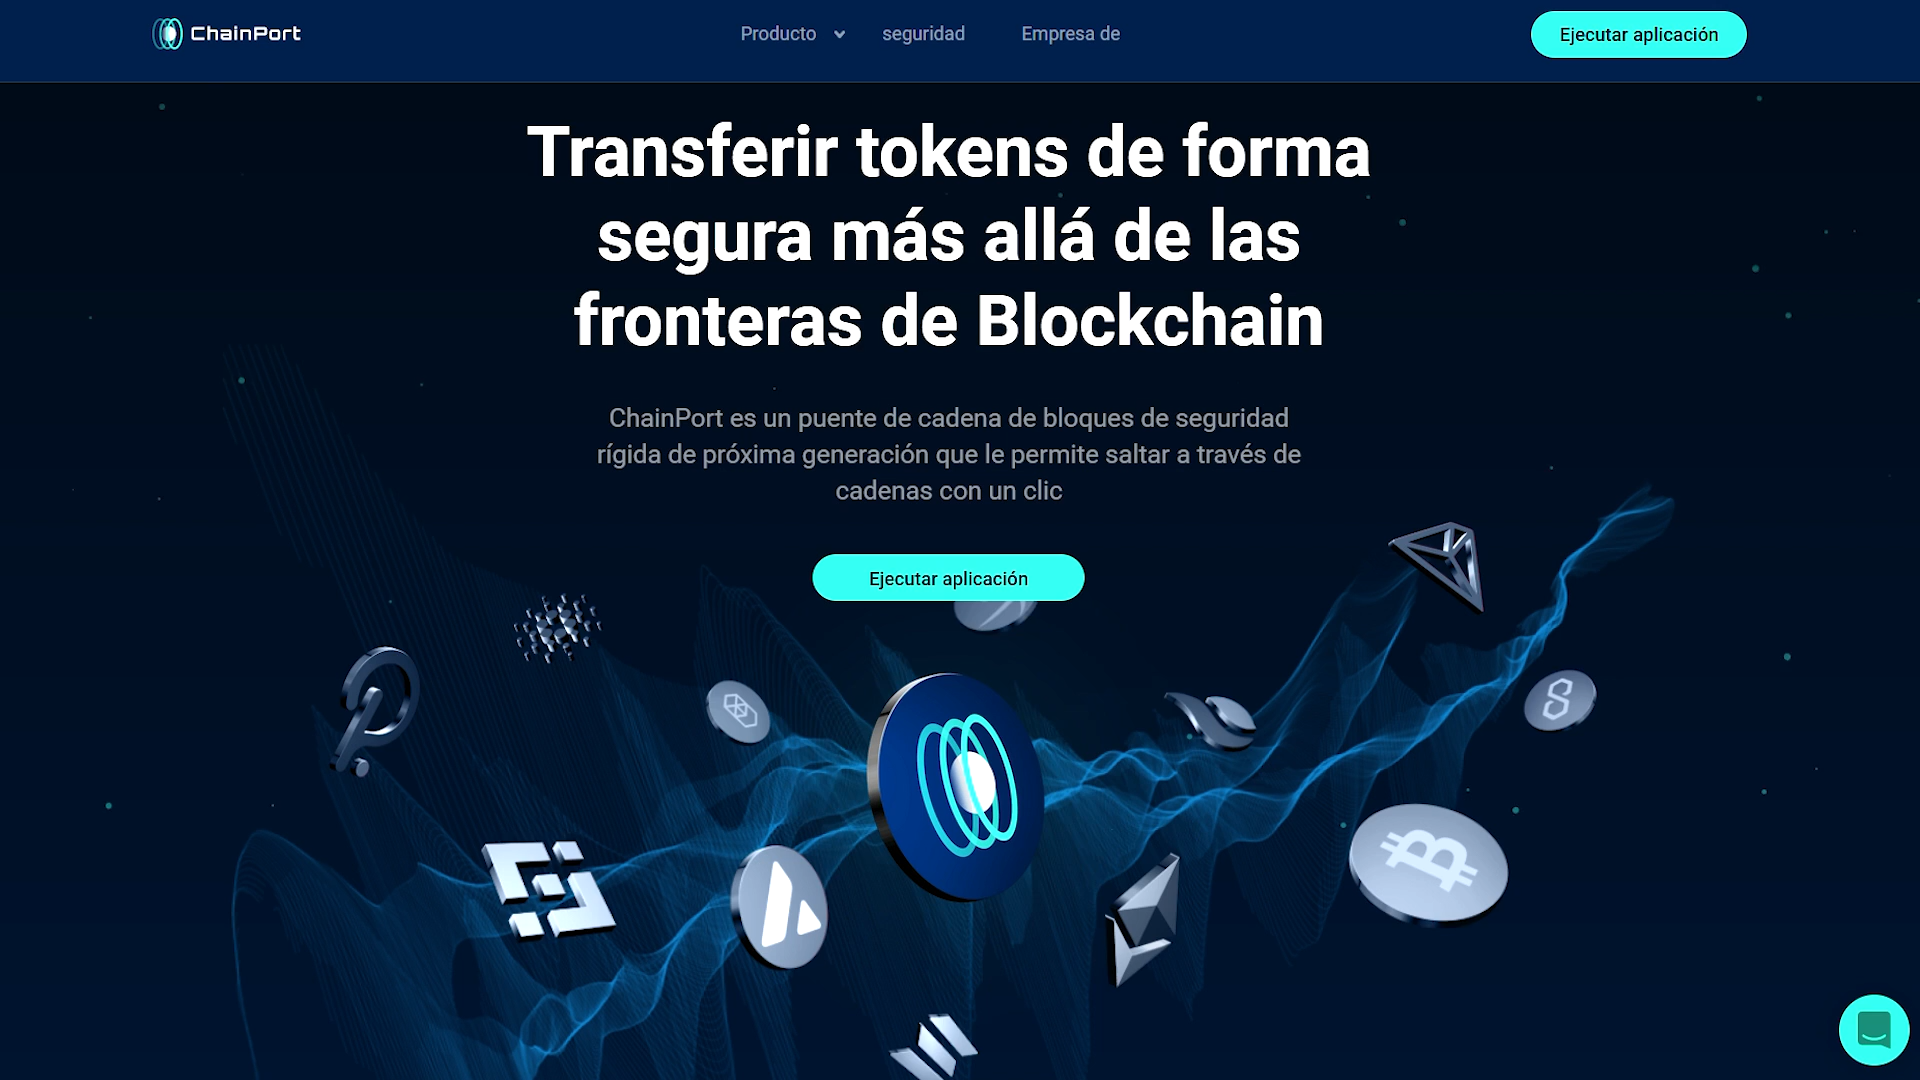 ChainPort
Producto
seguridad
Empresa de
Ejecutar aplicación
Transferir tokens de forma
segura más allá de las
fronteras de Blockchain
ChainPort es un puente de cadena de bloques de seguridad
rígida de próxima generación que le permite saltar a través de
cadenas con un clic
Ejecutar aplicación